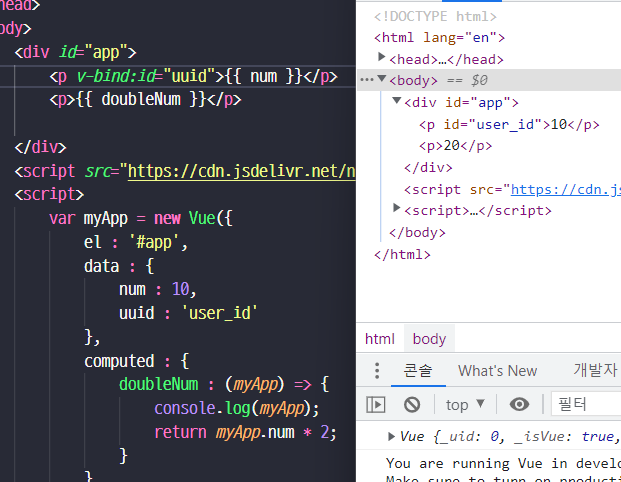 head>
ody>
<div id="app">
<p v-bind:id="uuid">{{ num }}</p>
<p>{{ doubleNum }}</p>
</div>
<script src="https://cdn.jsdelivr.net/n
<script>
var myApp = new Vue({
el : '#app',
data : {
num : 10,
uuid : 'user_id'
},
computed : {
doubleNum : (myApp) => {
console.log(myApp);
return myApp.num * 2;
}
}
<!DOCTYPE html>
<html lang="en">
<head>…</head>
<body> == $0
<div id="app">
<p id="user_id">10</p>
<p>20</p>
</div>
<script src="https://cdn.j
<script>…</script>
</body>
</html>
html body
콘솔 What's New 개발자
top 필터
Vue {_uid: 0, _isVue: true,
You are running Vue in develo
Make sure to turn on producti